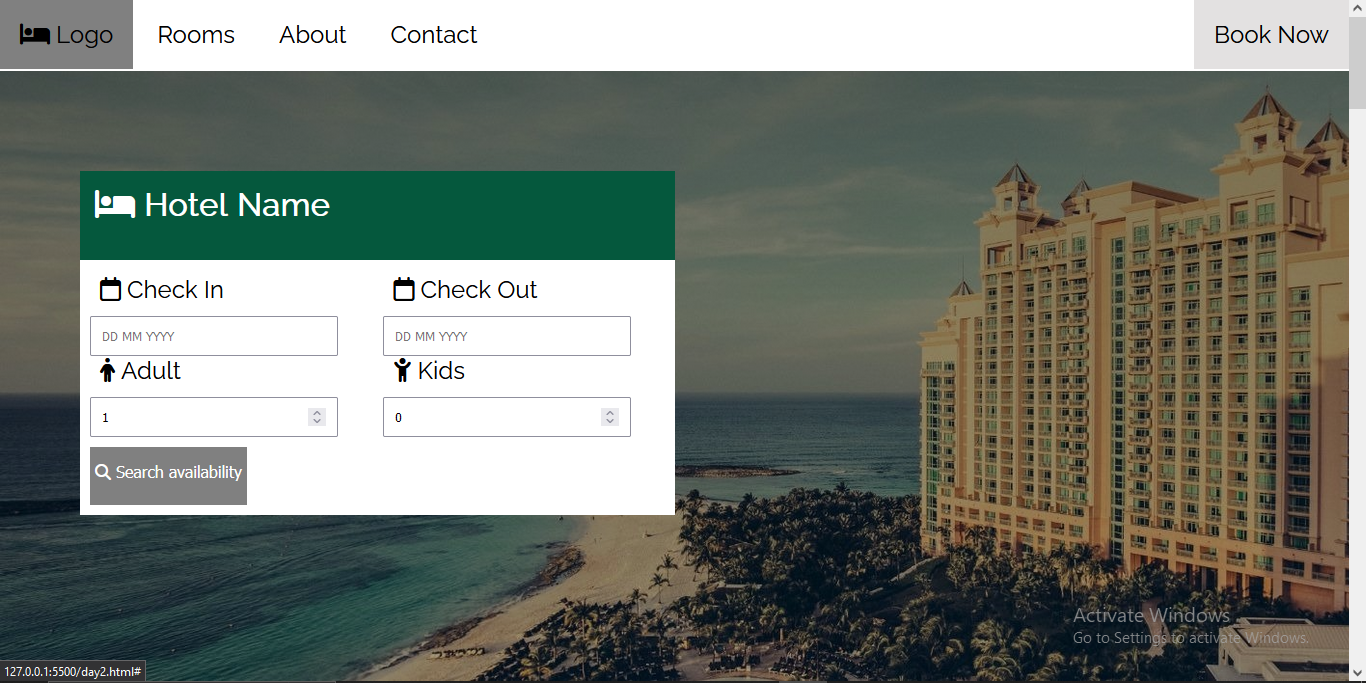 Logo Rooms About Contact Book Now
Hotel Name
Check In Check Out
DD MM YYYY DD MM YYYY
Adult Kids
1 0
Search availability
Activate Windows
Go to Settings to activate Windows.
127.0.0.1:5500/day2.html#